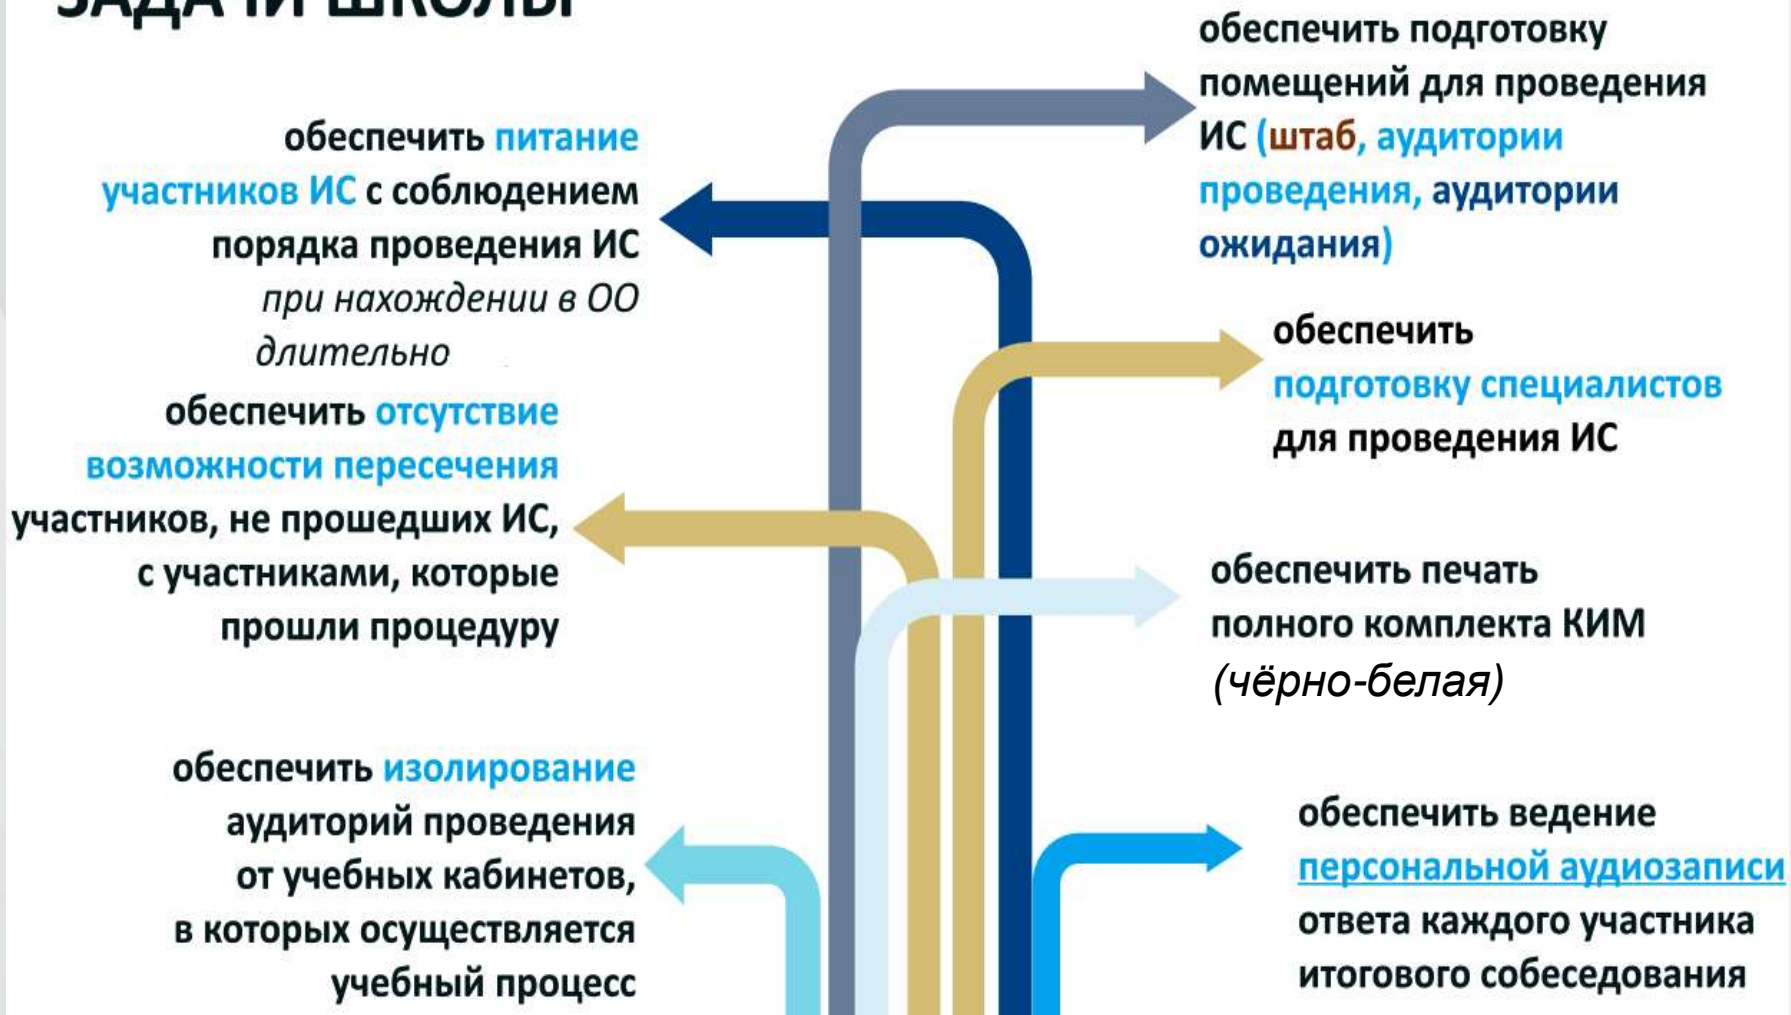 ЗАДАЧИ ШКОЛЫ
обеспечить питание
участников ИС с соблюдением
порядка проведения ИС
при нахождении в ОО
длительно
обеспечить отсутствие
возможности пересечения
участников, не прошедших ИС,
с участниками, которые
прошли процедуру
обеспечить изолирование
аудиторий проведения
от учебных кабинетов,
в которых осуществляется
учебный процесс
обеспечить подготовку
помещений для проведения
ИС (штаб, аудитории
проведения, аудитории
ожидания)
обеспечить
подготовку специалистов
для проведения ИС
обеспечить печать
полного комплекта КИМ
(чёрно-белая)
обеспечить ведение
персональной аудиозаписи
ответа каждого участника
итогового собеседования